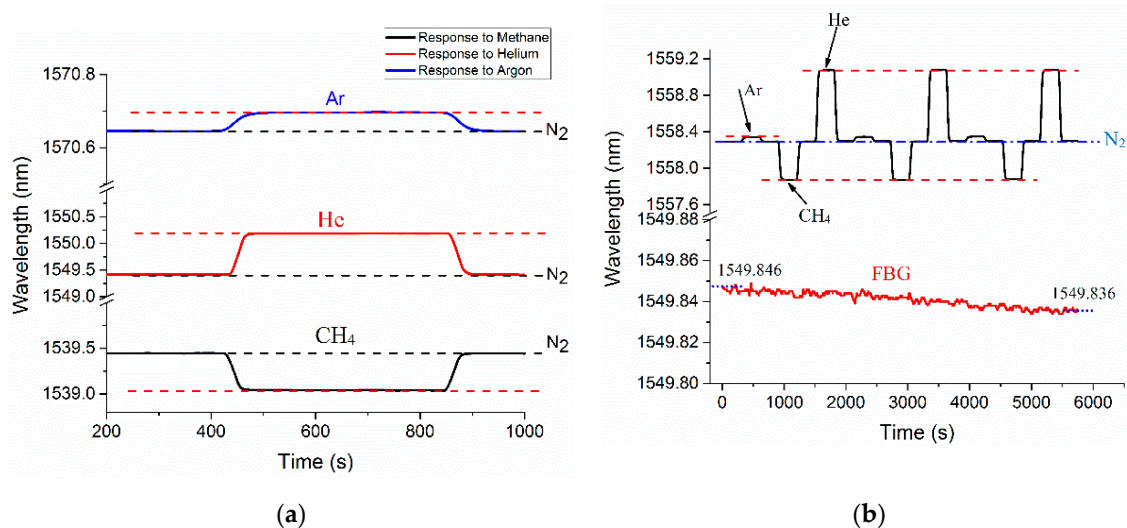 Response to Methane
Response to Helium
Response to Argon
Wavelength (nm)
1570.8
1570.6
1550.5
1550.0
1549.5
1549.0
1539.5
1539.0
Ar
N2
He
N2
CH4
N2
200 400 600 800 1000
Time (s)
(a)
Wavelength (nm)
1559.2
1558.8
1558.4
1558.0
1557.6
1549.88
1549.86
1549.84
1549.82
1549.80
He
Ar
N2
CH4
1549.846
FBG
1549.836
0 1000 2000 3000 4000 5000 6000
Time (s)
(b)